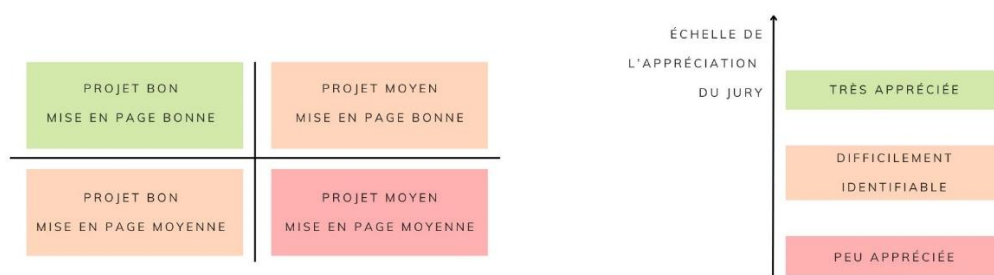 PROJET BON
MISE EN PAGE BONNE
PROJET MOYEN
MISE EN PAGE BONNE
PROJET BON
MISE EN PAGE MOYENNE
PROJET MOYEN
MISE EN PAGE MOYENNE
ÉCHELLE DE
L'APPRÉCIATION
DU JURY
TRÈS APPRÉCIÉE
DIFFICILEMENT
IDENTIFIABLE
PEU APPRÉCIÉE